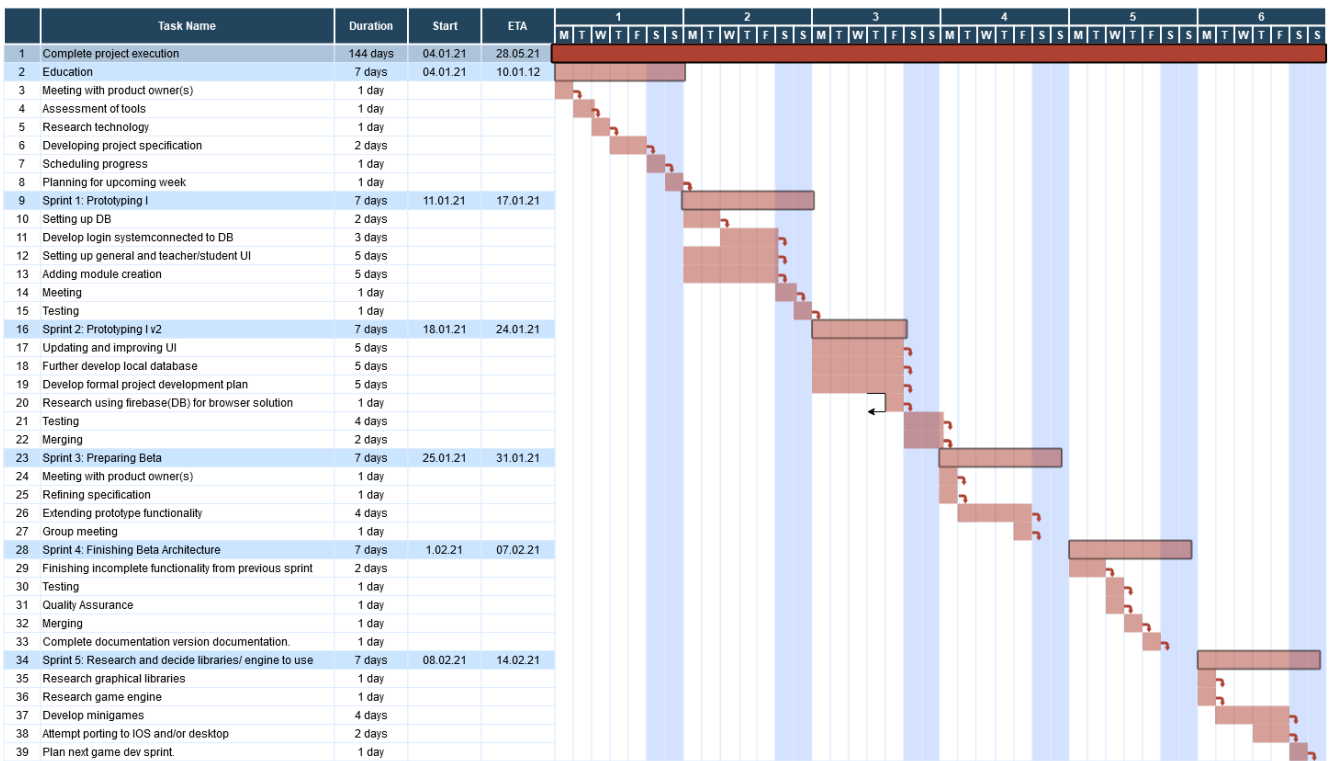 Task Name Duration Start ETA 1 2 3 4 5 6
M T W T F S S M T W T F S S M T W T F S S M T W T F S S M T W T F S S M T W T F S S
1 Complete project execution 144 days 04.01.21 28.05.21
2 Education 7 days 04.01.21 10.01.12
3 Meeting with product owner(s) 1 day
4 Assessment of tools 1 day
5 Research technology 1 day
6 Developing project specification 2 days
7 Scheduling progress 1 day
8 Planning for upcoming week 1 day
9 Sprint 1: Prototyping I 7 days 11.01.21 17.01.21
10 Setting up DB 2 days
11 Develop login systemconnected to DB 3 days
12 Setting up general and teacher/student UI 5 days
13 Adding module creation 5 days
14 Meeting 1 day
15 Testing 1 day
16 Sprint 2: Prototyping I v2 7 days 18.01.21 24.01.21
17 Updating and improving UI 5 days
18 Further develop local database 5 days
19 Develop formal project development plan 5 days
20 Research using firebase(DB) for browser solution 1 day
21 Testing 4 days
22 Merging 2 days
23 Sprint 3: Preparing Beta 7 days 25.01.21 31.01.21
24 Meeting with product owner(s) 1 day
25 Refining specification 1 day
26 Extending prototype functionality 4 days
27 Group meeting 1 day
28 Sprint 4: Finishing Beta Architecture 7 days 1.02.21 07.02.21
29 Finishing incomplete functionality from previous sprint 2 days
30 Testing 1 day
31 Quality Assurance 1 day
32 Merging 1 day
33 Complete documentation version documentation. 1 day
34 Sprint 5: Research and decide libraries/ engine to use 7 days 08.02.21 14.02.21
35 Research graphical libraries 1 day
36 Research game engine 1 day
37 Develop minigames 4 days
38 Attempt porting to IOS and/or desktop 2 days
39 Plan next game dev sprint. 1 day